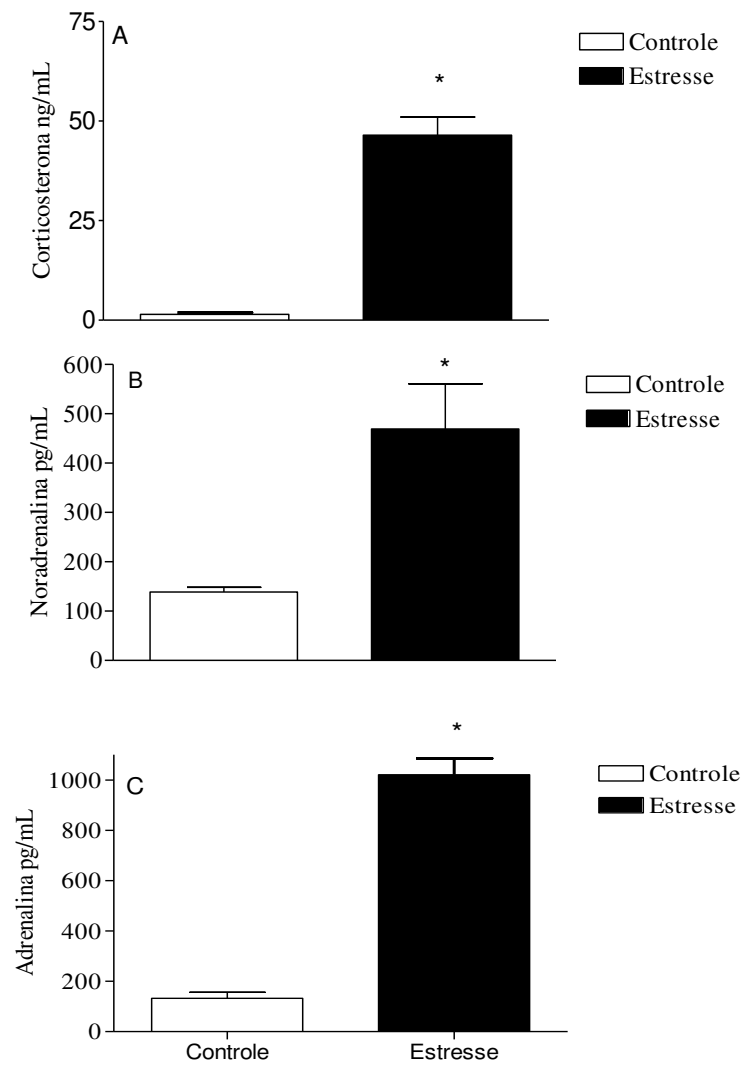 A
Corticosterona ng/mL
75
50
25
0
*
Controle
Estresse
B
Noradrenalina pg/mL
600
500
400
300
200
100
0
*
Controle
Estresse
C
Adrenalina pg/mL
1000
800
600
400
200
0
*
Controle
Estresse
Controle
Estresse